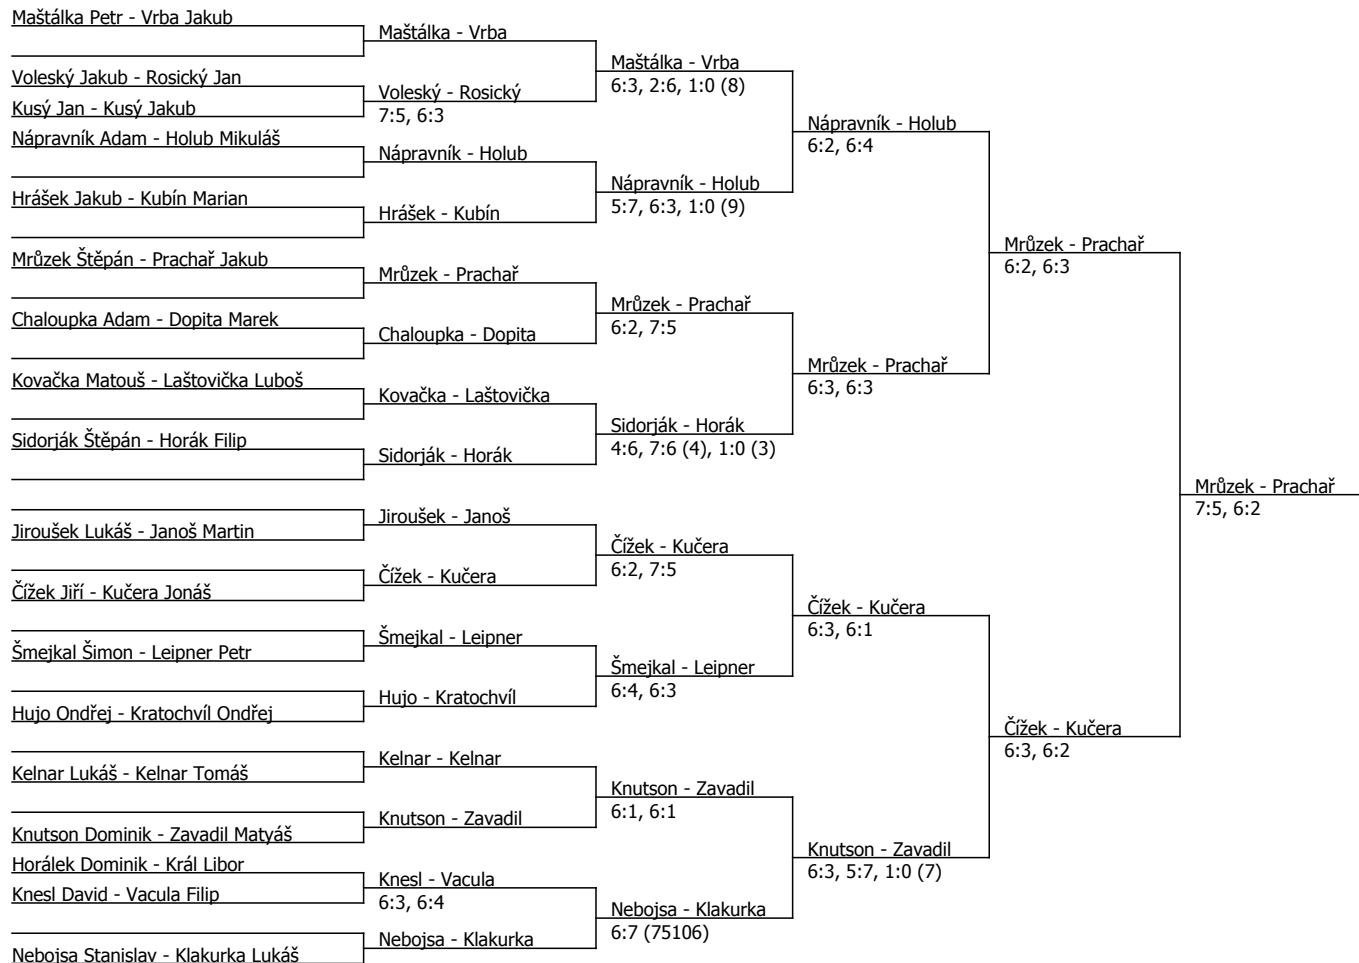 Maštálka Petr - Vrba Jakub
Voleský Jakub - Rosický Jan
Kusý Jan - Kusý Jakub
Nápravník Adam - Holub Mikuláš
Hrášek Jakub - Kubín Marian
Mrůzek Štěpán - Prachař Jakub
Chaloupka Adam - Dopita Marek
Kovačka Matouš - Laštovička Luboš
Sidorják Štěpán - Horák Filip
Jiroušek Lukáš - Janoš Martin
Čížek Jiří - Kučera Jonáš
Šmejkal Šimon - Leipner Petr
Hujo Ondřej - Kratochvíl Ondřej
Kelnar Lukáš - Kelnar Tomáš
Knutson Dominik - Zavadil Matyáš
Horálek Dominik - Král Libor
Knesl David - Vacula Filip
Nebojsa Stanislav - Klakurka Lukáš
Maštálka - Vrba
Voleský - Rosický
7:5, 6:3
Nápravník - Holub
Hrášek - Kubín
Mrůzek - Prachař
Chaloupka - Dopita
Kovačka - Laštovička
Sidorják - Horák
Jiroušek - Janoš
Čížek - Kučera
Šmejkal - Leipner
Hujo - Kratochvíl
Kelnar - Kelnar
Knutson - Zavadil
Knesl - Vacula
6:3, 6:4
Nebojsa - Klakurka
Maštálka - Vrba
6:3, 2:6, 1:0 (8)
Nápravník - Holub
5:7, 6:3, 1:0 (9)
Mrůzek - Prachař
6:2, 7:5
Sidorják - Horák
4:6, 7:6 (4), 1:0 (3)
Čížek - Kučera
6:2, 7:5
Šmejkal - Leipner
6:4, 6:3
Knutson - Zavadil
6:1, 6:1
Nebojsa - Klakurka
6:7 (75106)
Nápravník - Holub
6:2, 6:4
Mrůzek - Prachař
6:3, 6:3
Čížek - Kučera
6:3, 6:1
Knutson - Zavadil
6:3, 5:7, 1:0 (7)
Mrůzek - Prachař
6:2, 6:3
Čížek - Kučera
6:3, 6:2
Mrůzek - Prachař
7:5, 6:2